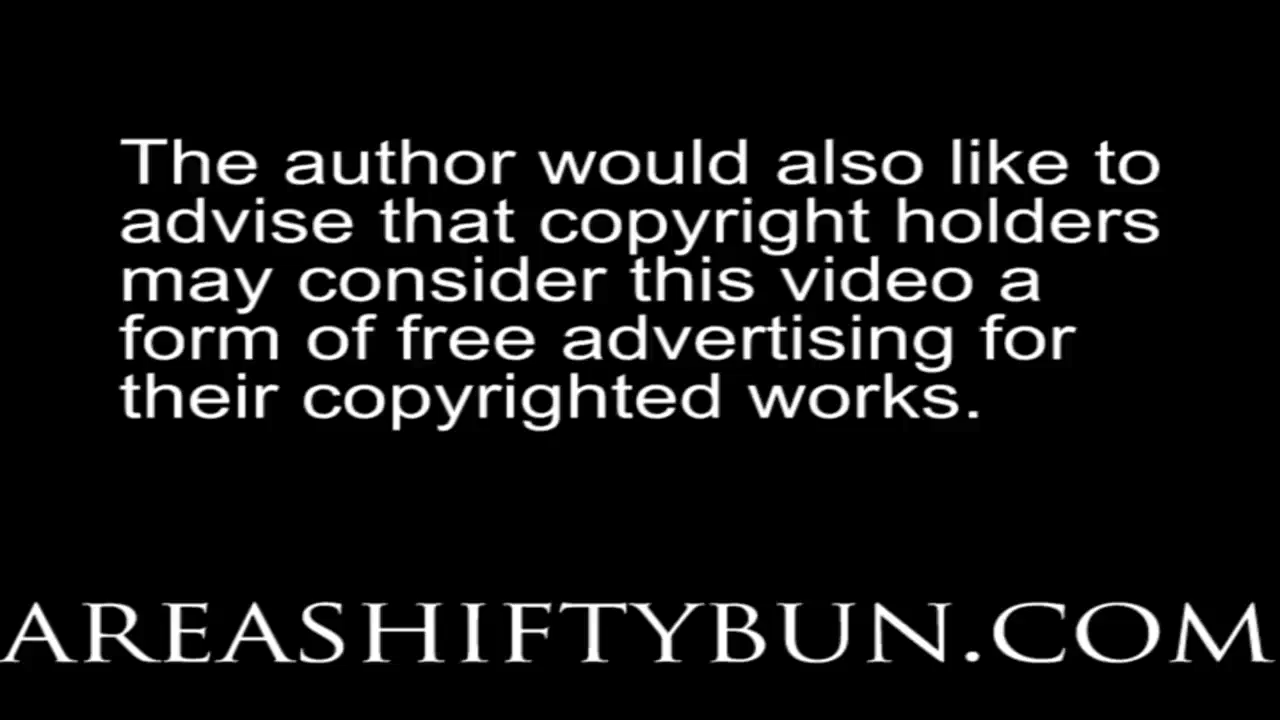 The author would also like to
advise that copyright holders
may consider this video a
form of free advertising for
their copyrighted works.
AREASHIFTYBUN.COM